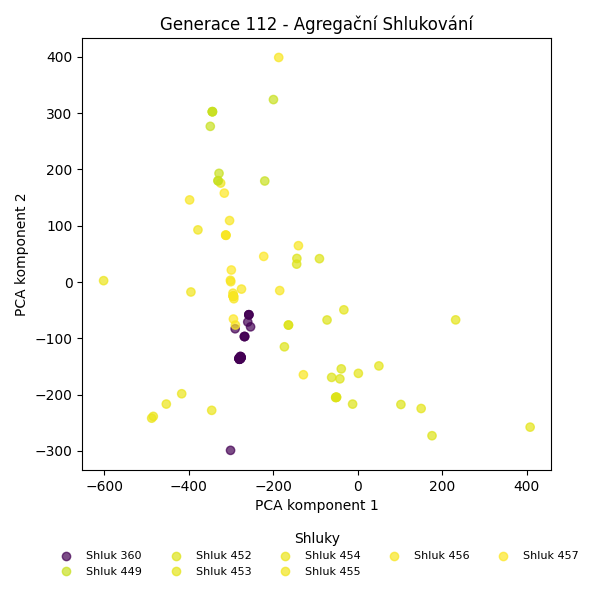 Generace 112 - Agregační Shlukování
PCA komponent 2
400
300
200
100
0
−100
−200
−300
−600 −400 −200 0 200 400
PCA komponent 1
Shluky
Shluk 360 Shluk 452 Shluk 454 Shluk 456 Shluk 457
Shluk 449 Shluk 453 Shluk 455